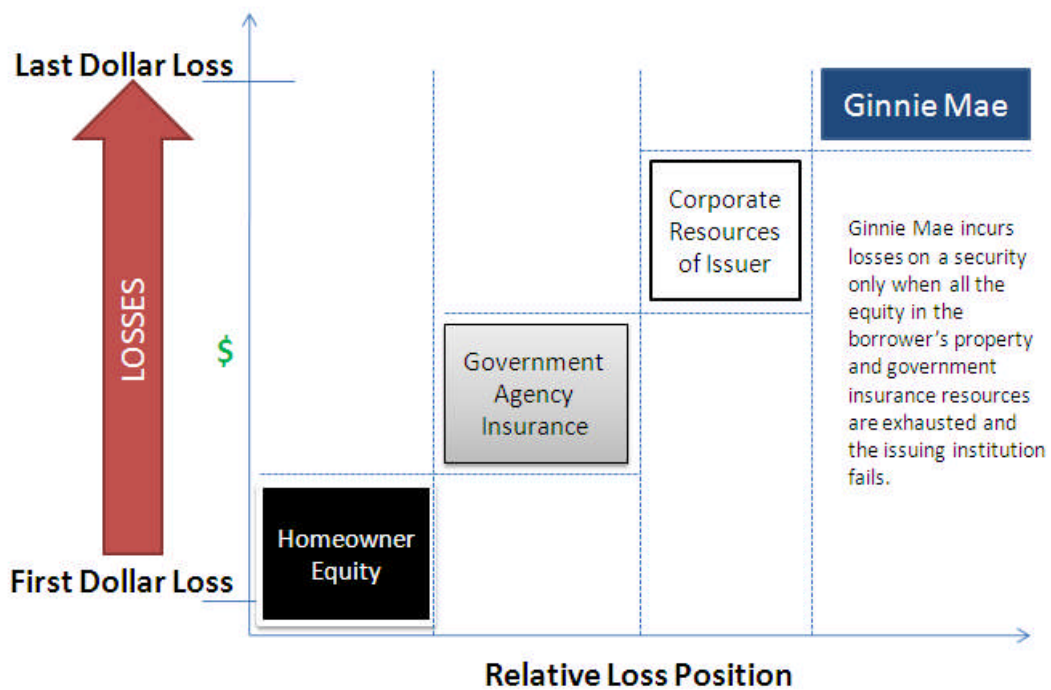 Last Dollar Loss
Ginnie Mae
Corporate
Resources
of Issuer
Ginnie Mae incurs
losses on a security
only when all the
equity in the
borrower's property
and government
insurance resources
are exhausted and
the issuing institution
fails.
LOSSES
$
Government
Agency
Insurance
Homeowner
Equity
First Dollar Loss
Relative Loss Position